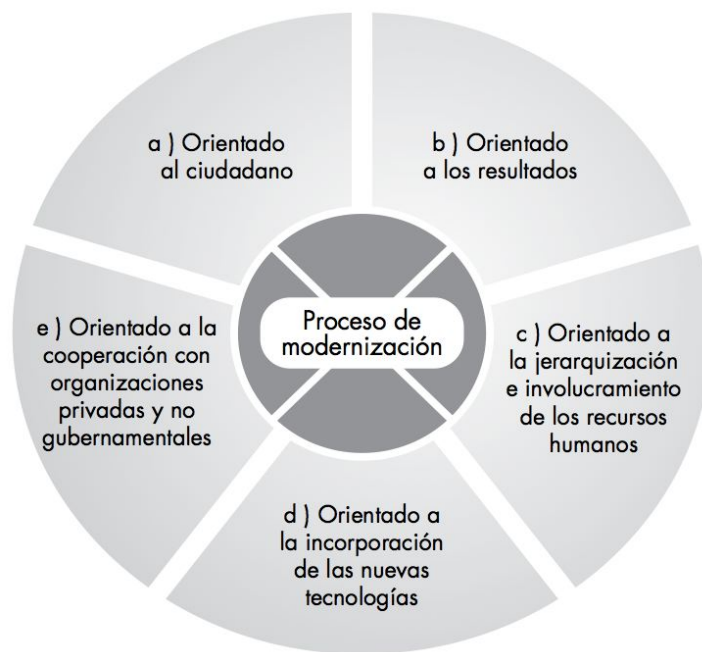 a ) Orientado
al ciudadano
b ) Orientado
a los resultados
Proceso de
modernización
c ) Orientado a
la jerarquización
e involucramiento
de los recursos
humanos
d ) Orientado a
la incorporación
de las nuevas
tecnologías
e ) Orientado a la
cooperación con
organizaciones
privadas y no
gubernamentales